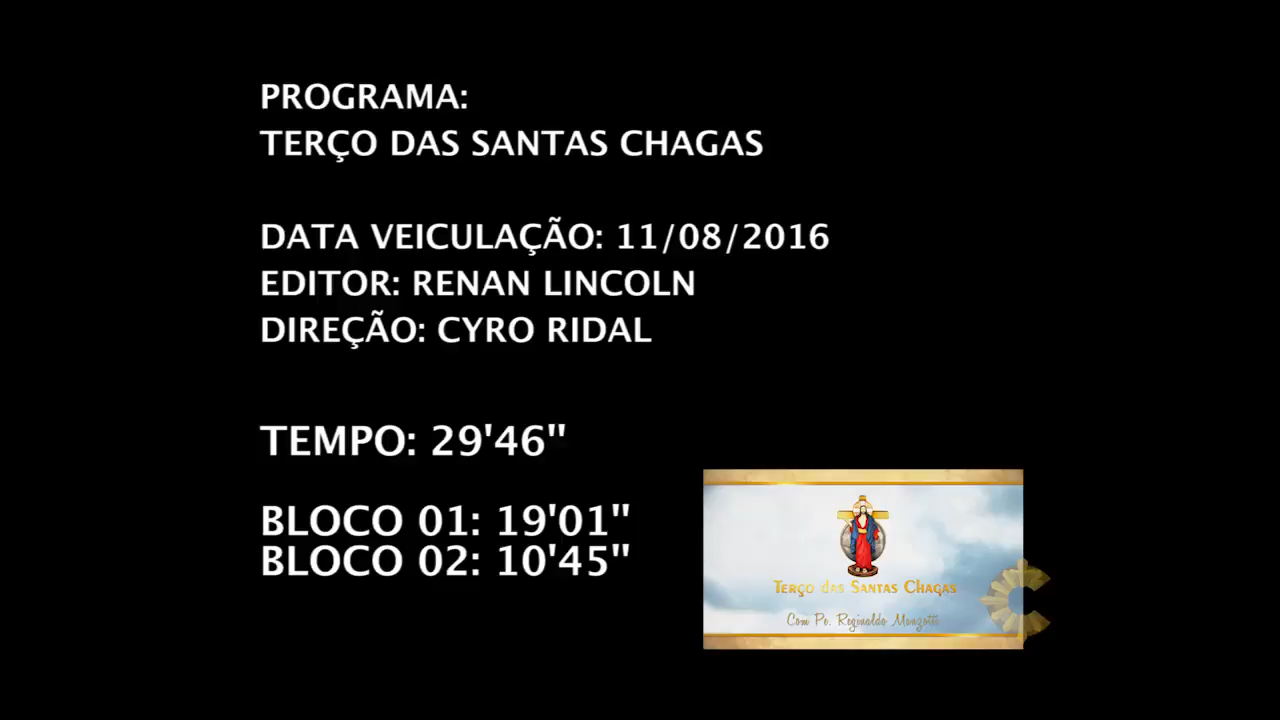 PROGRAMA:
TERÇO DAS SANTAS CHAGAS
DATA VEICULAÇÃO: 11/08/2016
EDITOR: RENAN LINCOLN
DIREÇÃO: CYRO RIDAL
TEMPO: 29'46"
BLOCO 01: 19'01"
BLOCO 02: 10'45"
Terço das Santas Chagas
Com Pe. Reginaldo Manzotti